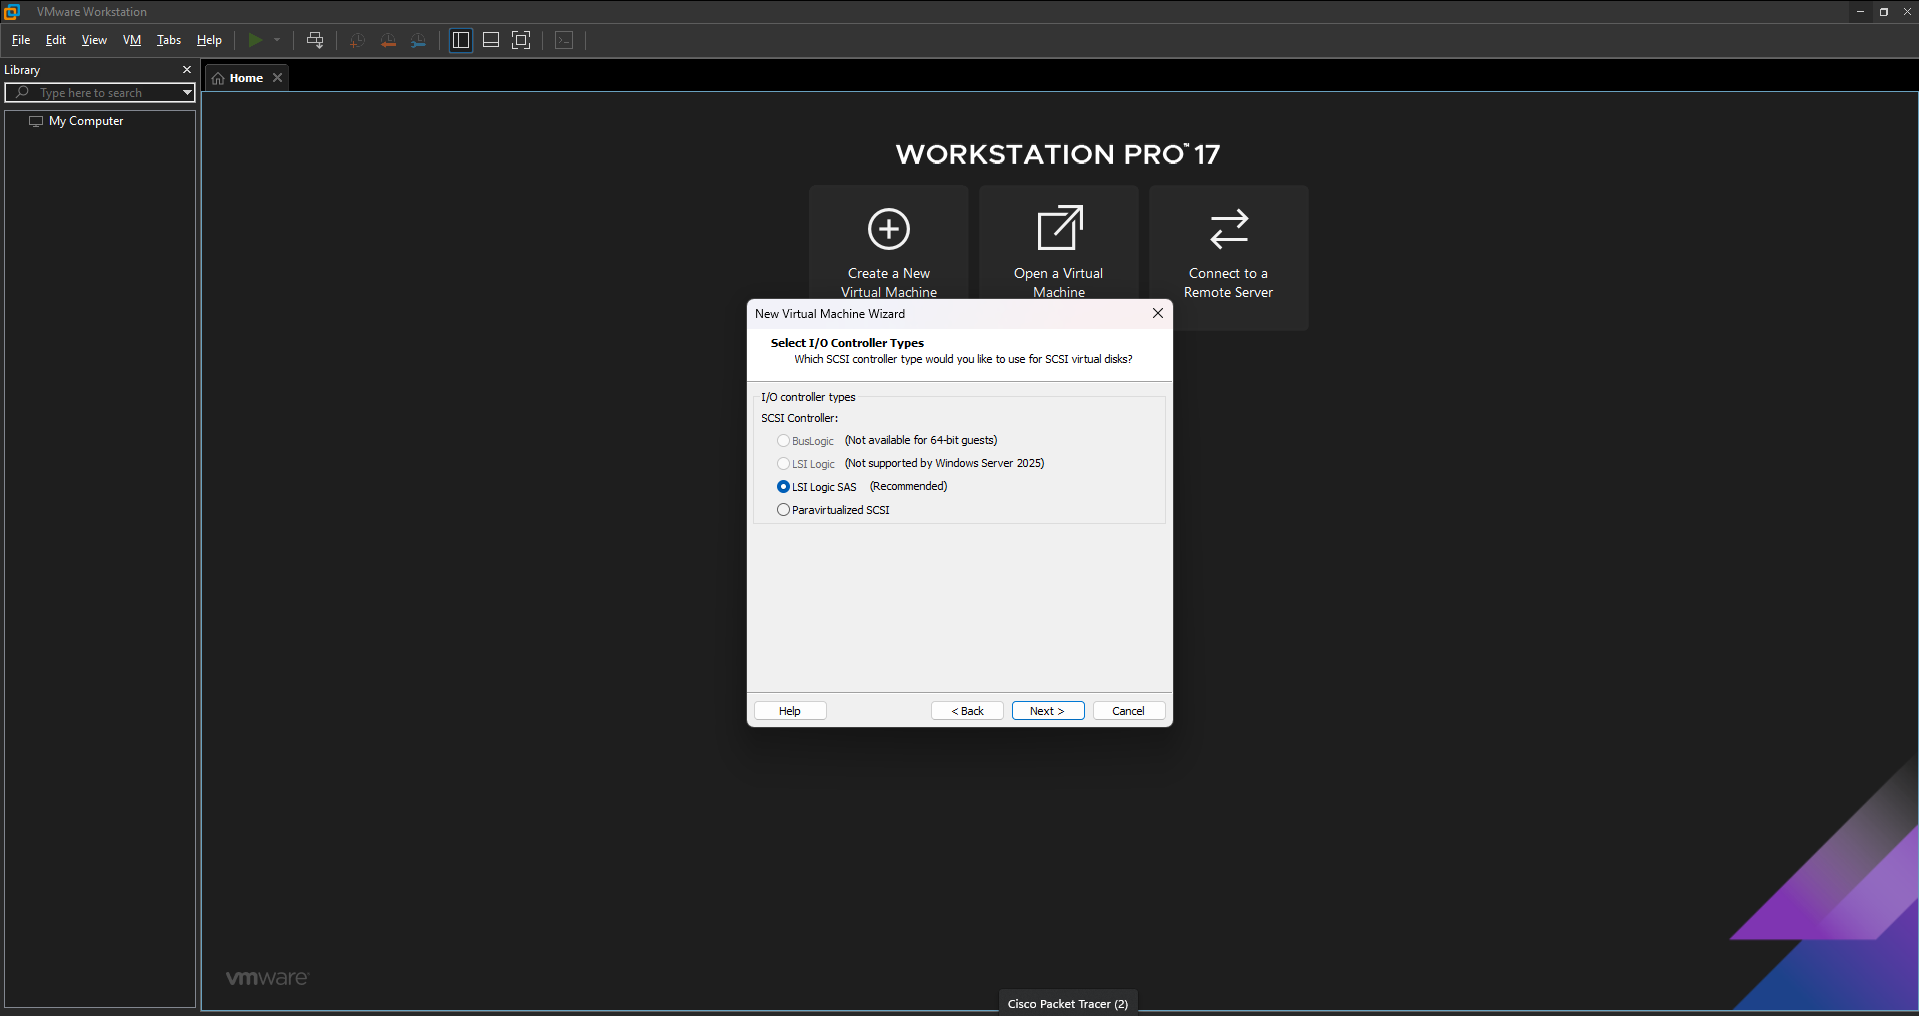 VMware Workstation
File Edit View VM Tabs Help
Library
Type here to search
My Computer
Home
WORKSTATION PRO™ 17
Create a New
Virtual Machine
Open a Virtual
Machine
Connect to a
Remote Server
New Virtual Machine Wizard
Select I/O Controller Types
Which SCSI controller type would you like to use for SCSI virtual disks?
I/O controller types
SCSI Controller:
BusLogic (Not available for 64-bit guests)
LSI Logic (Not supported by Windows Server 2025)
LSI Logic SAS (Recommended)
Paravirtualized SCSI
Help < Back Next > Cancel
vmware
Cisco Packet Tracer (2)